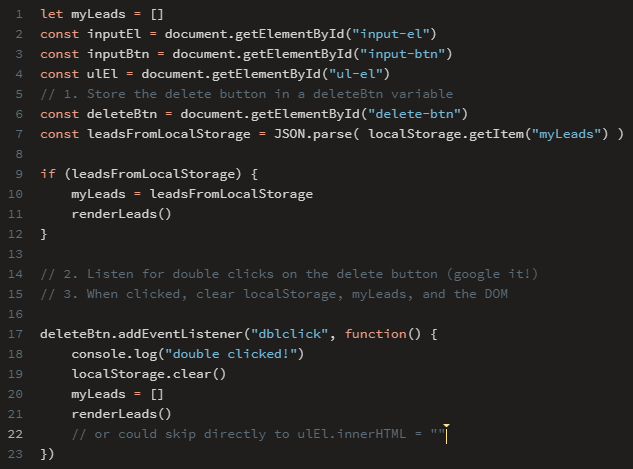 1 let myLeads = []
2 const inputEl = document.getElementById("input-el")
3 const inputBtn = document.getElementById("input-btn")
4 const ulEl = document.getElementById("ul-el")
5 // 1. Store the delete button in a deleteBtn variable
6 const deleteBtn = document.getElementById("delete-btn")
7 const leadsFromLocalStorage = JSON.parse( localStorage.getItem("myLeads") )
8
9 if (leadsFromLocalStorage) {
10     myLeads = leadsFromLocalStorage
11     renderLeads()
12 }
13
14 // 2. Listen for double clicks on the delete button (google it!)
15 // 3. When clicked, clear localStorage, myLeads, and the DOM
16
17 deleteBtn.addEventListener("dblclick", function() {
18     console.log("double clicked!")
19     localStorage.clear()
20     myLeads = []
21     renderLeads()
22     // or could skip directly to ulEl.innerHTML = ""
23 })